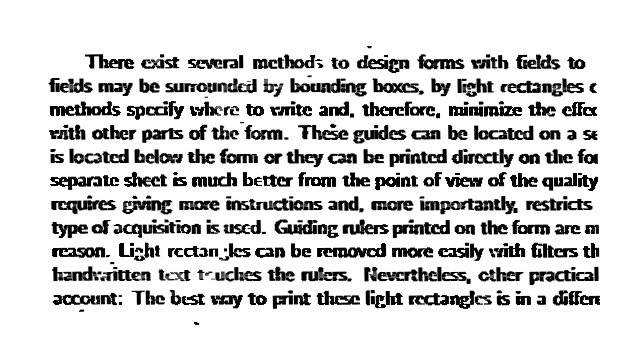 There exist several methods to design forms with fields to
fields may be surrounded by bounding boxes, by light rectangles
methods specify where to write and, therefore, minimize the
with other parts of the form. These guides can be located on a
is located below the form or they can be printed directly on the
separate sheet is much better from the point of view of the quality
requires giving more instructions and, more importantly, restricts
type of acquisition is used. Guiding rulers printed on the form are
reason. Light rectangles can be removed more easily with filters
handwritten text touches the rulers. Nevertheless, other practical
account: The best way to print these light rectangles is in a